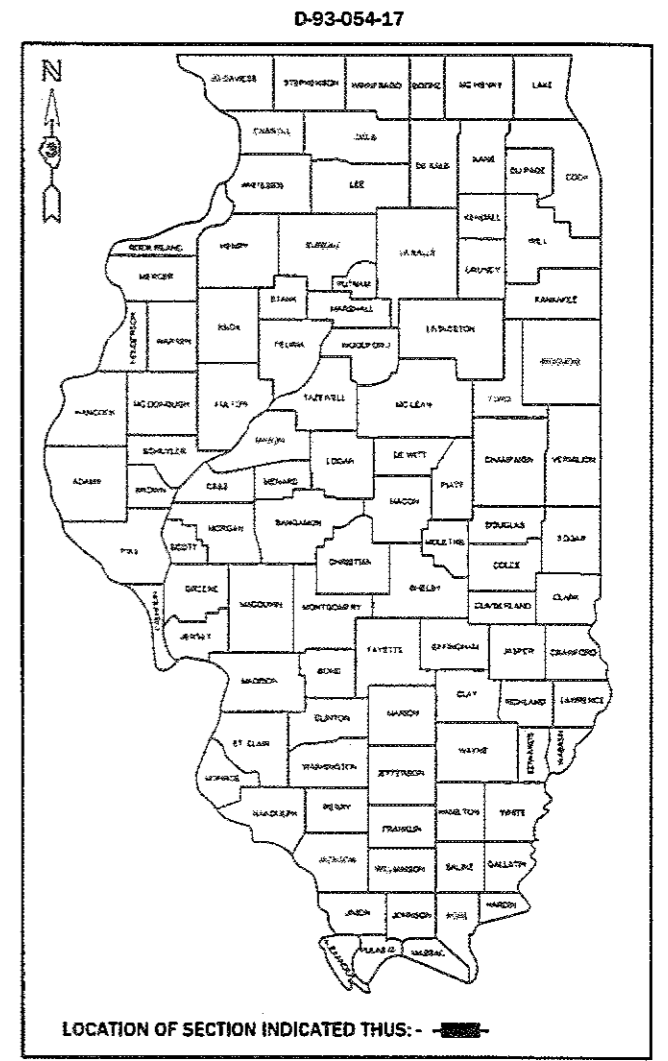 D-93-054-17
N
JO DAVIESS STEPHENSON WINNEBAGO BOONE MC HENRY LAKE
CARROLL OGLE DE KALB KANE DU PAGE COOK
WHITESIDE LEE KENDALL WILL
ROCK ISLAND HENRY BUREAU LA SALLE GRUNDY
MERCER PUTNAM KANKAKEE
STARK MARSHALL
HENDERSON WARREN KNOX PEORIA WOODFORD LIVINGSTON IROQUOIS
HANCOCK MC DONOUGH FULTON TAZEWELL MC LEAN FORD
MASON
SCHUYLER LOGAN DE WITT CHAMPAIGN VERMILION
ADAMS BROWN CASS MENARD MACON PIATT
MORGAN SANGAMON DOUGLAS EDGAR
PIKE SCOTT CHRISTIAN MOULTRIE COLES
GREENE MACOUPIN MONTGOMERY SHELBY CUMBERLAND CLARK
CALHOUN JERSEY
FAYETTE EFFINGHAM JASPER CRAWFORD
MADISON BOND CLAY RICHLAND LAWRENCE
CLINTON MARION
ST CLAIR WAYNE EDWARDS WABASH
MONROE WASHINGTON JEFFERSON
RANDOLPH PERRY HAMILTON WHITE
FRANKLIN
JACKSON WILLIAMSON SALINE GALLATIN
UNION JOHNSON POPE HARDIN
PULASKI MASSAC
LOCATION OF SECTION INDICATED THUS: -